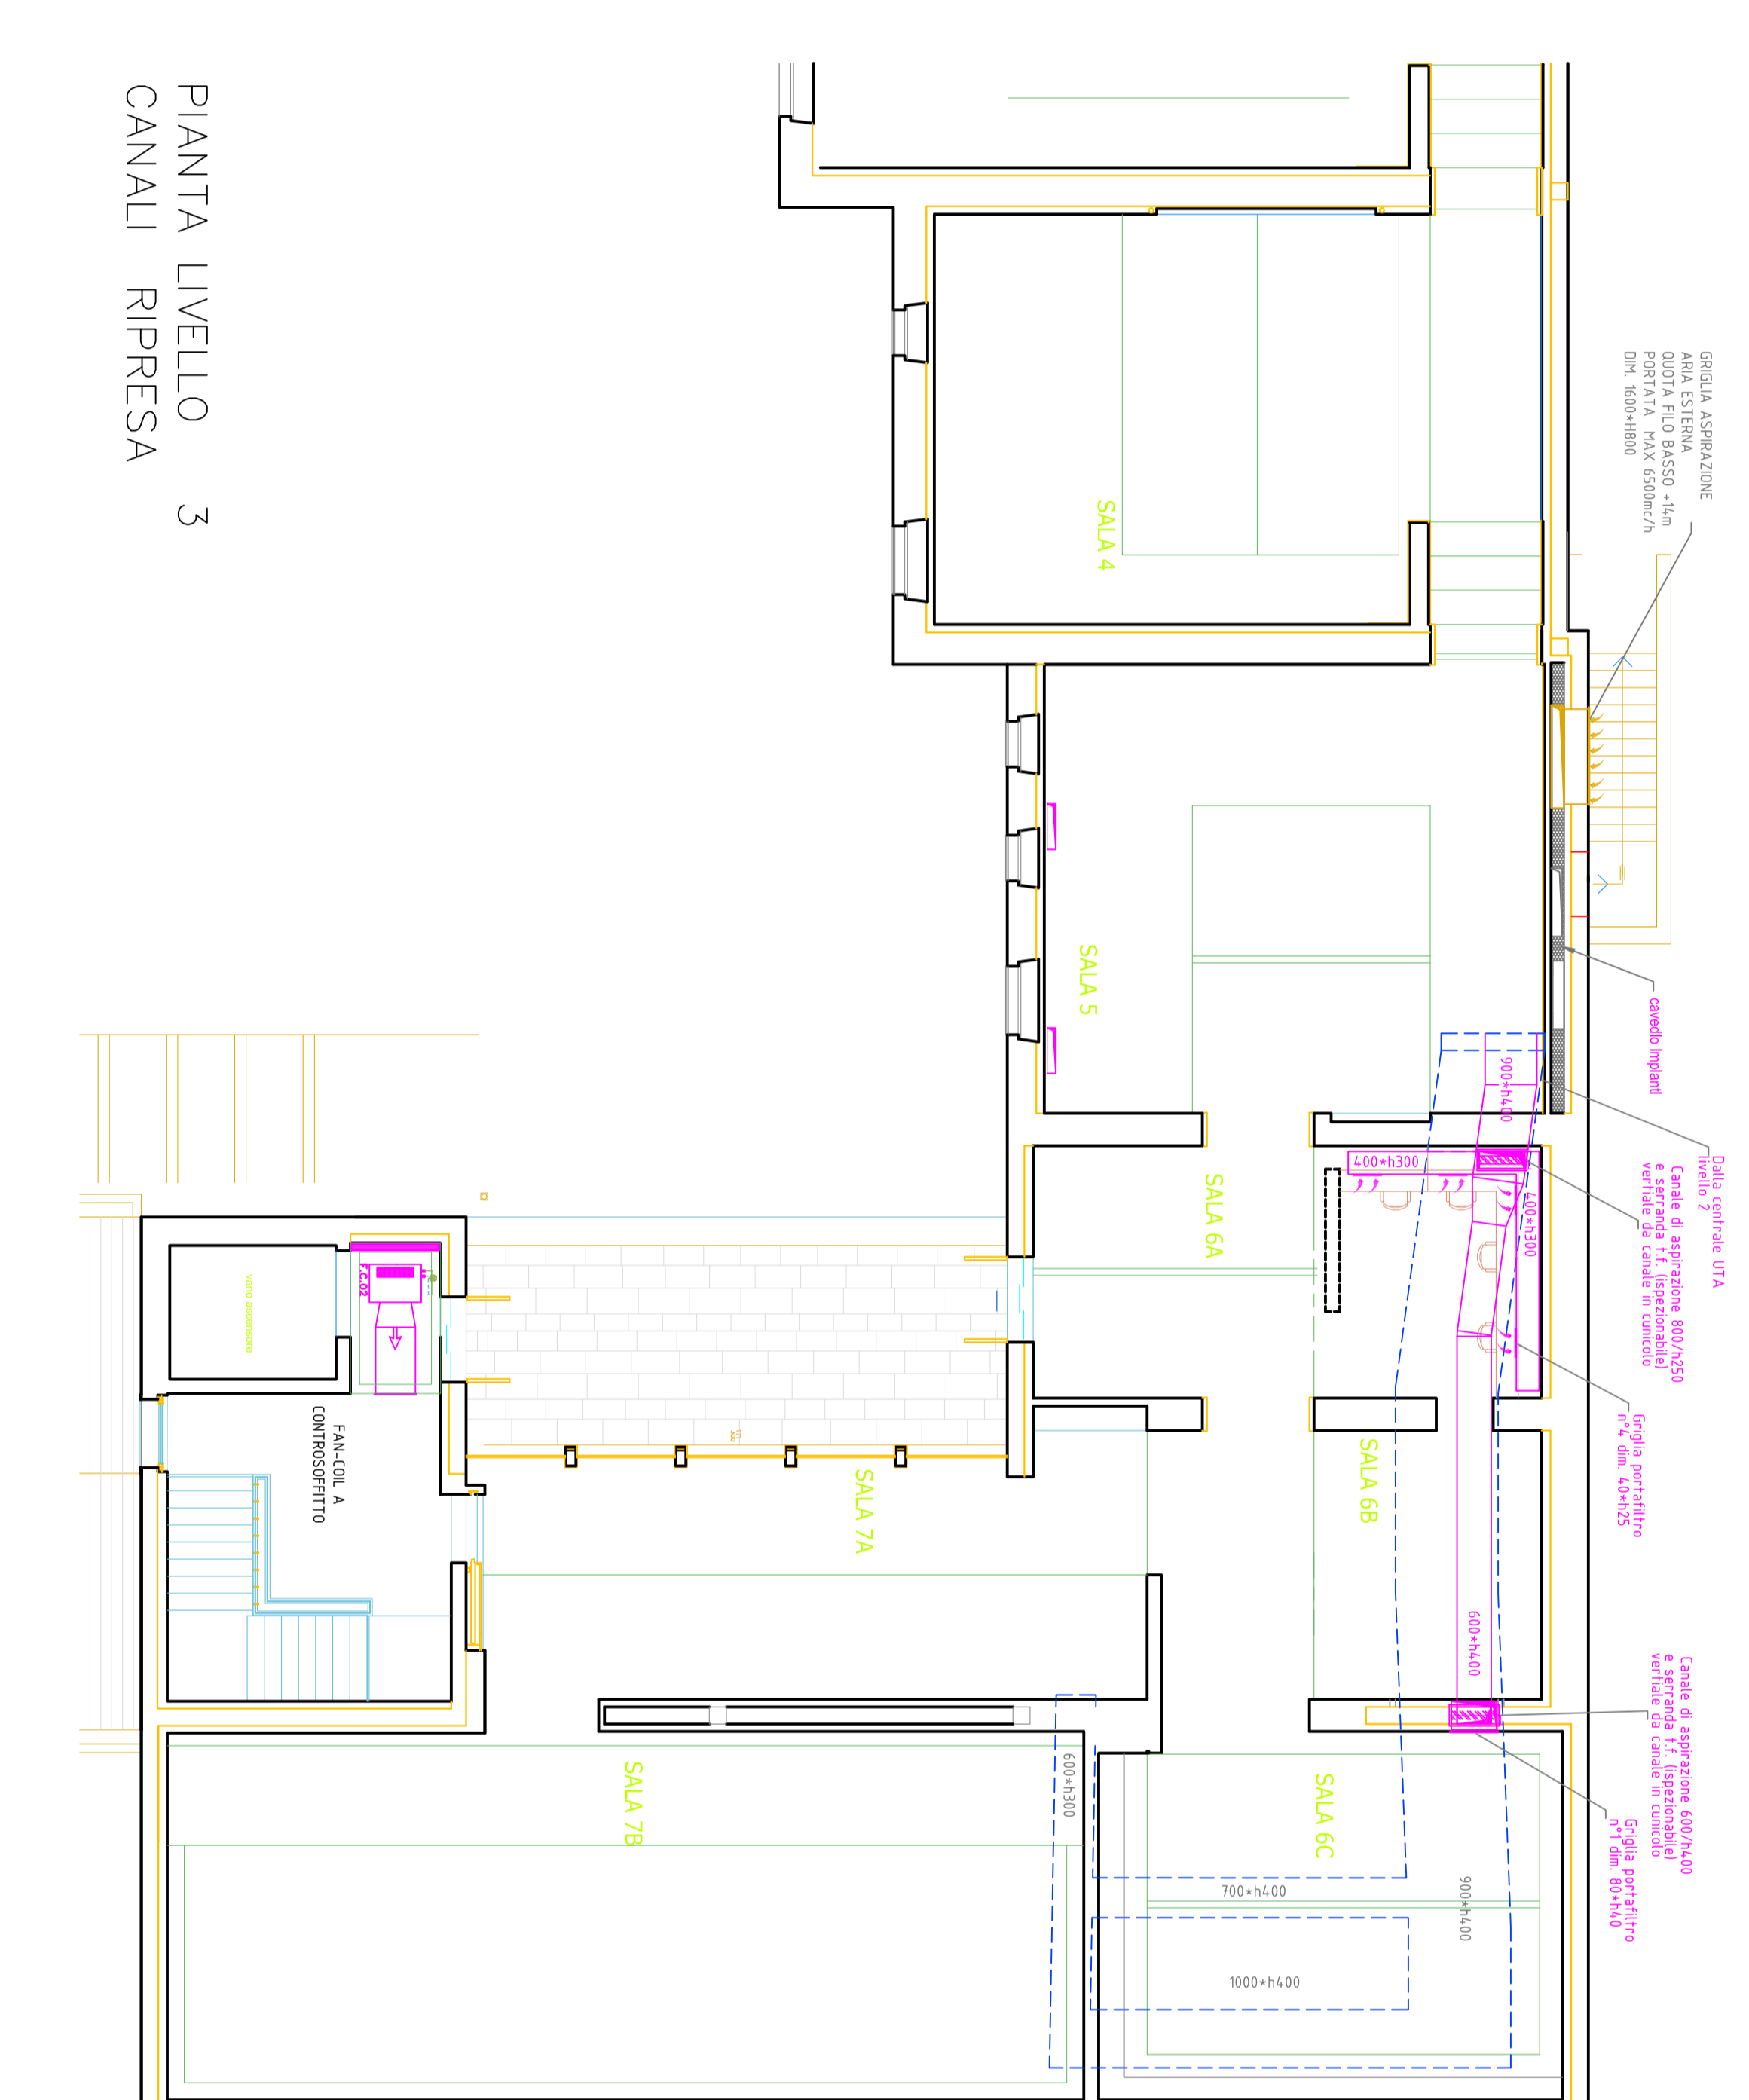 PIANTA LIVELLO 3
CANALI RIPRESA
GRIGLIA ASPIRAZIONE
ARIA ESTERNA
QUOTA FILO BASSO +14m
PORTATA MAX 6500mc/h
DIM. 1600*H800
SALA 4
SALA 5
cavedio impianti
900*h400
Dalla centrale UTA
livello 2
Canale di aspirazione 800/h250
e serranda t.f. (ispezionabile)
verfiale da canale in cunicolo
400*h300
400*h300
SALA 6A
Griglia portafiltro
n°4 dim. 40*h25
SALA 6B
600*h400
Canale di aspirazione 600/h400
e serranda t.f. (ispezionabile)
verfiale da canale in cunicolo
Griglia portafiltro
n°1 dim. 80*h40
F.C.02
vano ascensore
FAN-COIL A
CONTROSOFFITTO
SALA 7A
SALA 7B
600*h300
SALA 6C
700*h400
900*h400
1000*h400